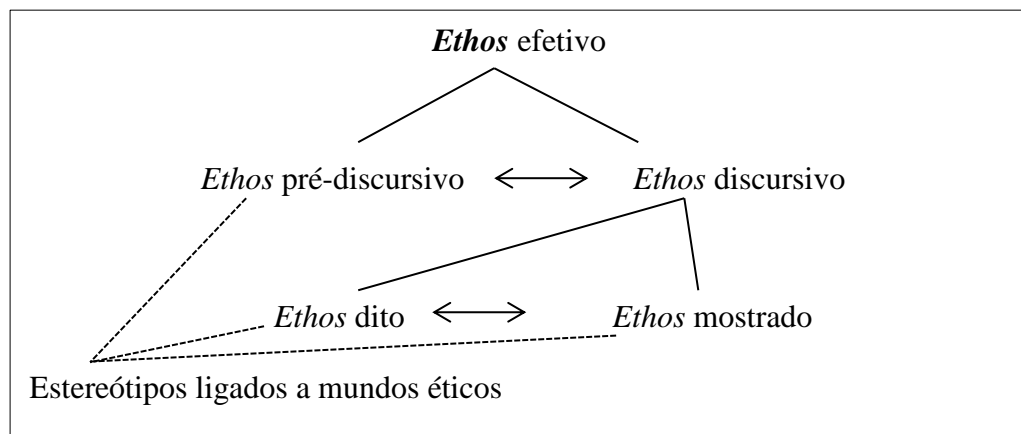 Ethos efetivo
Ethos pré-discursivo Ethos discursivo
Ethos dito Ethos mostrado
Estereótipos ligados a mundos éticos